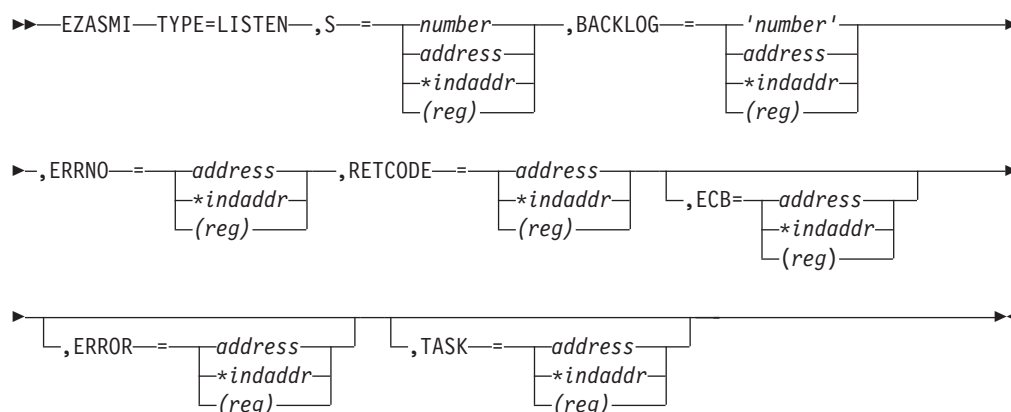 EZASMI TYPE=LISTEN ,S = number ,BACKLOG = 'number'
address address
*indaddr *indaddr
(reg) (reg)
,ERRNO = address ,RETCODE = address
*indaddr *indaddr ,ECB= address
(reg) (reg) *indaddr
(reg)
,ERROR = address ,TASK = address
*indaddr *indaddr
(reg) (reg)